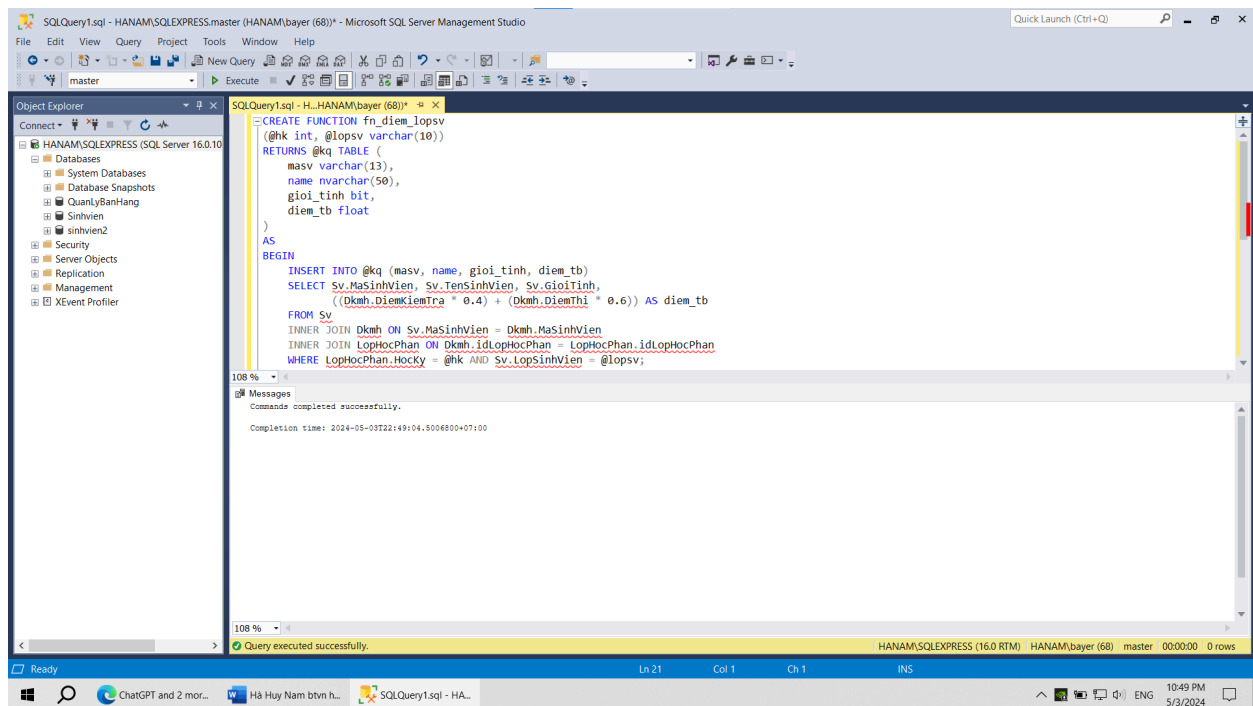 SQLQuery1.sql - HANAM\SQLEXPRESS.master (HANAM\bayer (68))* - Microsoft SQL Server Management Studio
Quick Launch (Ctrl+Q)
File Edit View Query Project Tools Window Help
New Query
master
Execute
Object Explorer
SQLQuery1.sql - H...HANAM\bayer (68))*
Connect
HANAM\SQLEXPRESS (SQL Server 16.0.10
Databases
System Databases
Database Snapshots
QuanLyBanHang
Sinhvien
sinhvien2
Security
Server Objects
Replication
Management
XEvent Profiler
CREATE FUNCTION fn_diem_lopsv
(@hk int, @lopsv varchar(10))
RETURNS @kq TABLE (
masv varchar(13),
name nvarchar(50),
gioi_tinh bit,
diem_tb float
)
AS
BEGIN
INSERT INTO @kq (masv, name, gioi_tinh, diem_tb)
SELECT Sv.MaSinhVien, Sv.TenSinhVien, Sv.GioiTinh,
((Dkmh.DiemKiemTra * 0.4) + (Dkmh.DiemThi * 0.6)) AS diem_tb
FROM Sv
INNER JOIN Dkmh ON Sv.MaSinhVien = Dkmh.MaSinhVien
INNER JOIN LopHocPhan ON Dkmh.idLopHocPhan = LopHocPhan.idLopHocPhan
WHERE LopHocPhan.HocKy = @hk AND Sv.LopSinhVien = @lopsv;
108 %
Messages
Commands completed successfully.
Completion time: 2024-05-03T22:49:04.5006800+07:00
108 %
Query executed successfully.
HANAM\SQLEXPRESS (16.0 RTM) HANAM\bayer (68) master 00:00:00 0 rows
Ready
Ln 21 Col 1 Ch 1 INS
ChatGPT and 2 mor...
Hà Huy Nam btvn h...
SQLQuery1.sql - HA...
ENG
10:49 PM
5/3/2024